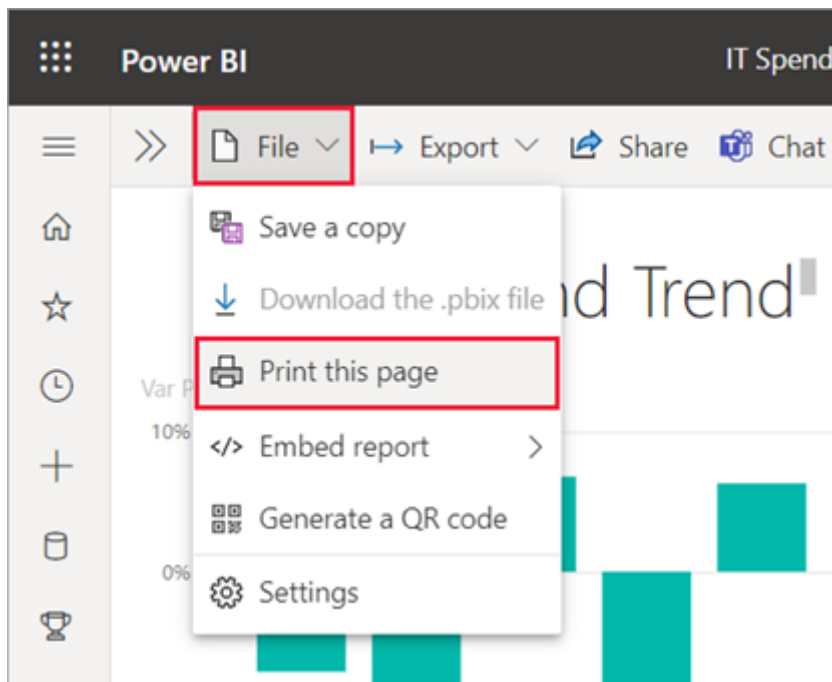 Power BI
IT Spend
File
Export
Share
Chat
Save a copy
Download the .pbix file
Print this page
Embed report
Generate a QR code
Settings
nd Trend
Var P
10%
0%